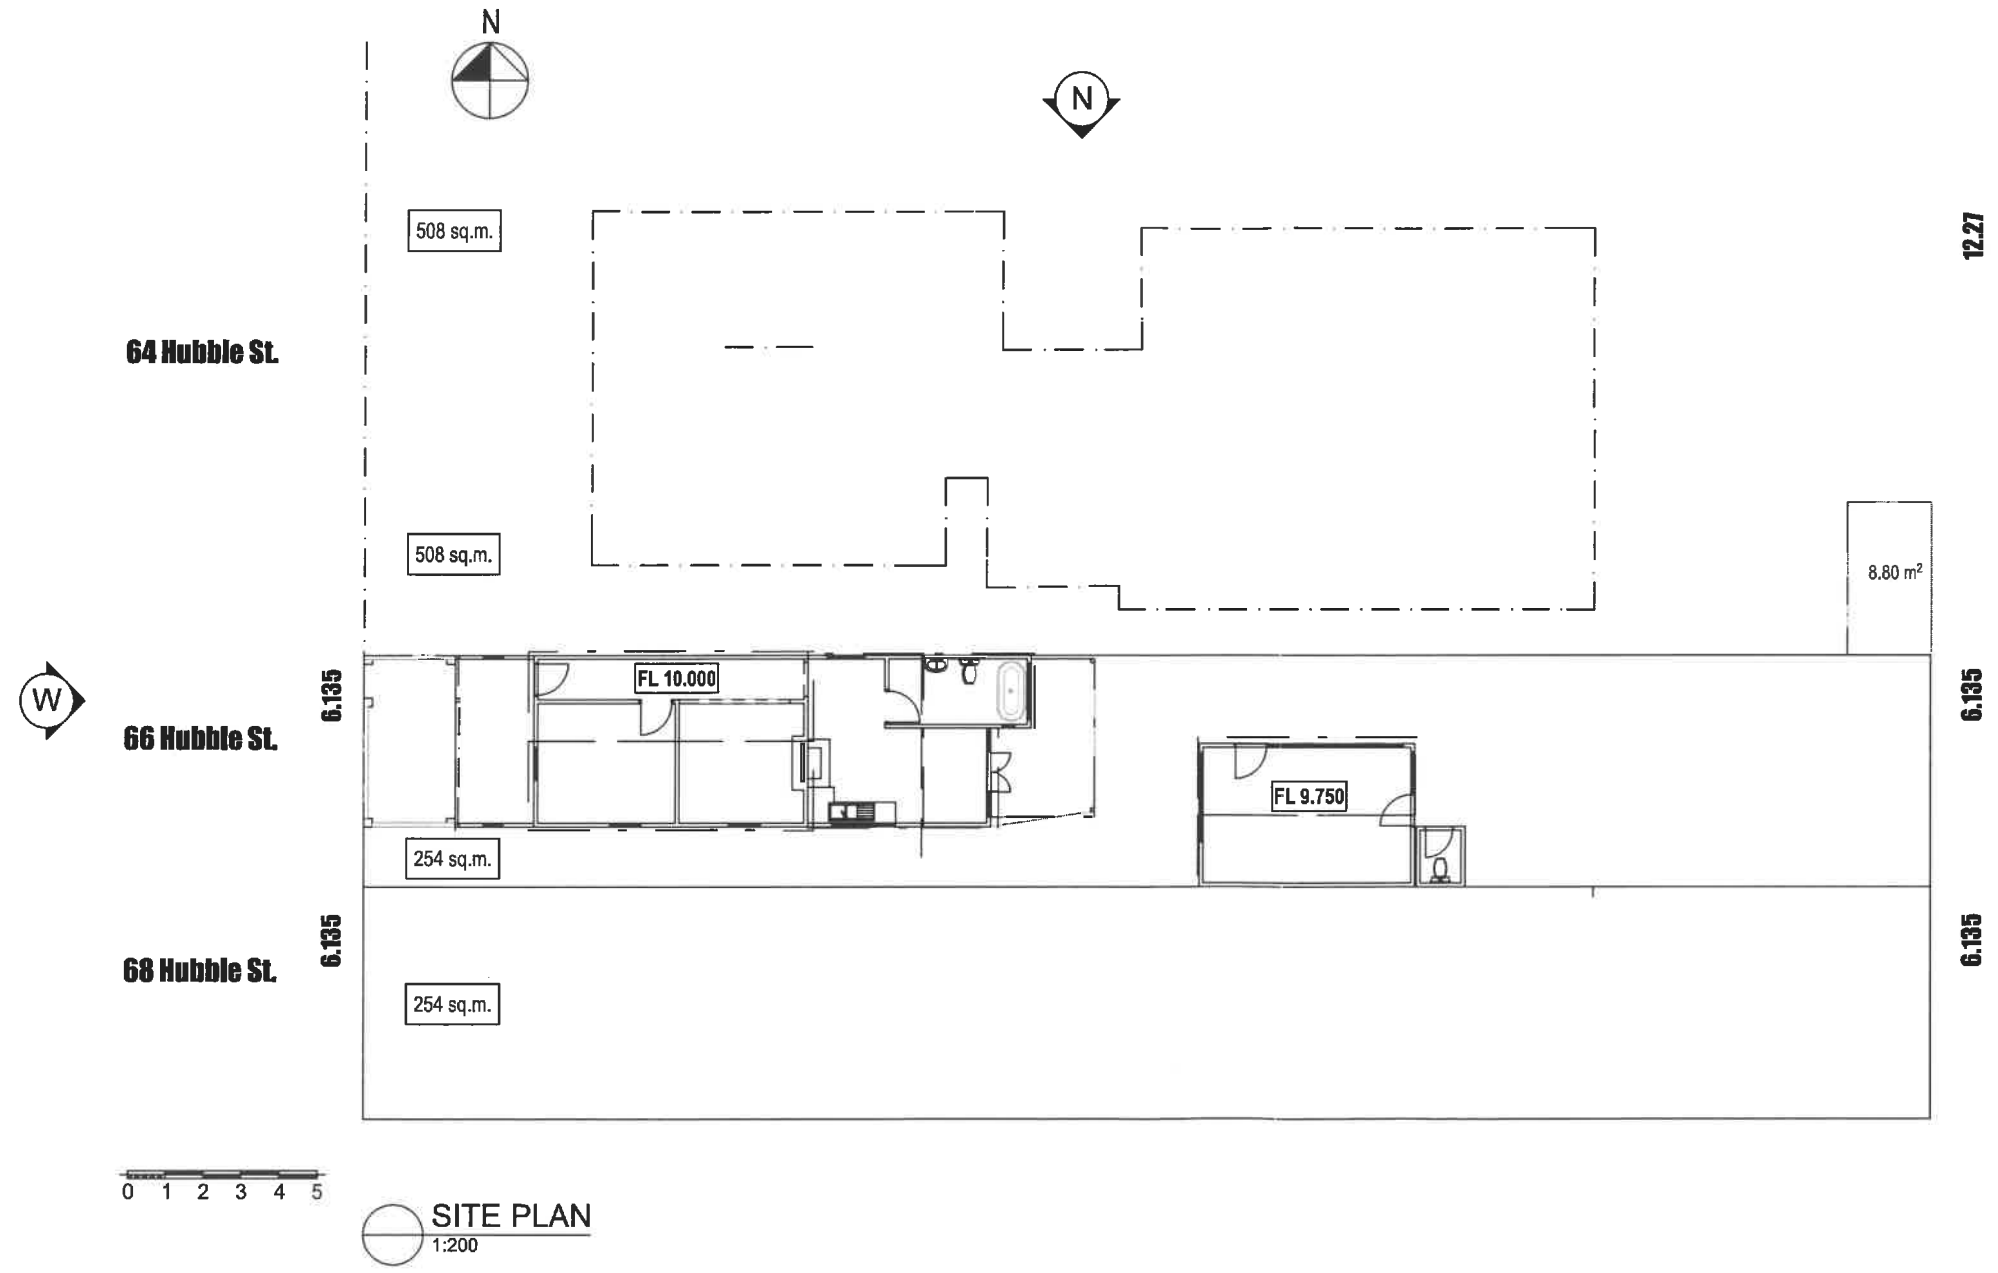 N
N
508 sq.m.
12.27
64 Hubble St.
508 sq.m.
8.80 m²
W
6.135
FL 10.000
6.135
66 Hubble St.
FL 9.750
254 sq.m.
6.135
6.135
68 Hubble St.
254 sq.m.
0 1 2 3 4 5
SITE PLAN
1:200